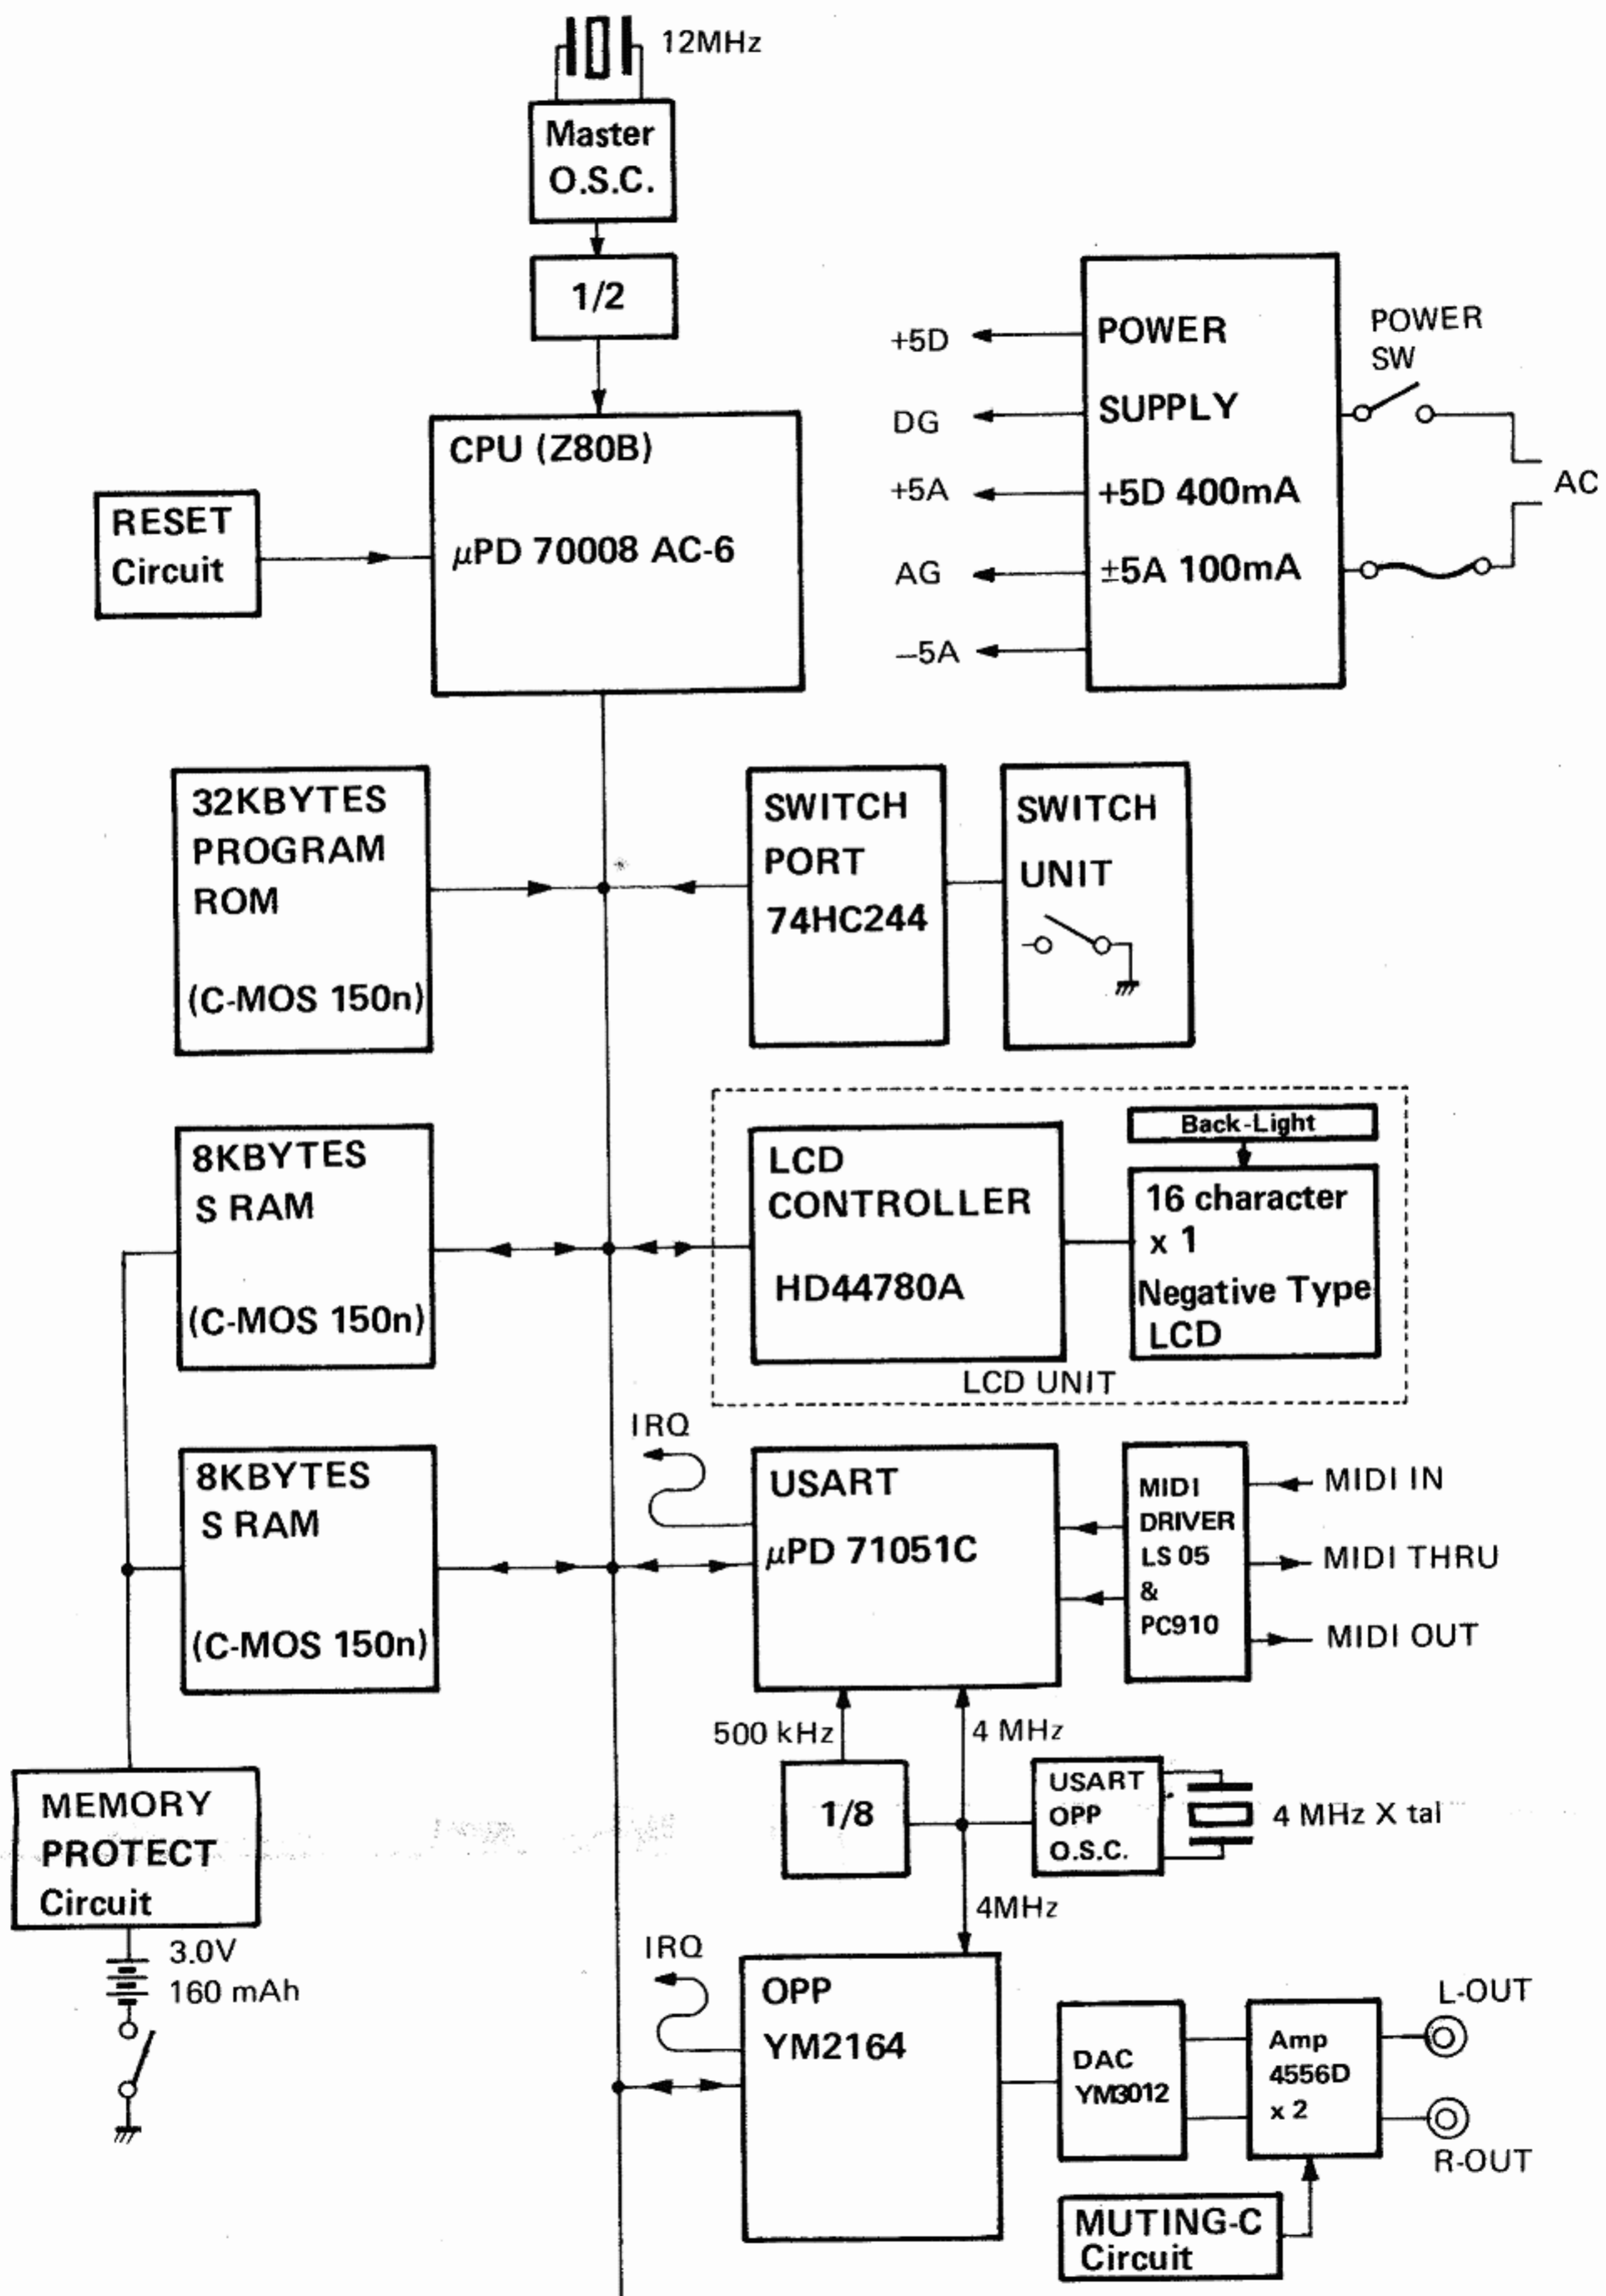 12MHz
Master
O.S.C.
1/2
CPU (Z80B)
μPD 70008 AC-6
RESET
Circuit
POWER
SUPPLY
+5D 400mA
±5A 100mA
+5D
DG
+5A
AG
–5A
POWER
SW
AC
32KBYTES
PROGRAM
ROM
(C-MOS 150n)
SWITCH
PORT
74HC244
SWITCH
UNIT
8KBYTES
S RAM
(C-MOS 150n)
LCD
CONTROLLER
HD44780A
Back-Light
16 character
x 1
Negative Type
LCD
LCD UNIT
8KBYTES
S RAM
(C-MOS 150n)
IRQ
USART
μPD 71051C
MIDI
DRIVER
LS 05
&
PC910
MIDI IN
MIDI THRU
MIDI OUT
500 kHz
4 MHz
1/8
USART
OPP
O.S.C.
4 MHz X tal
4MHz
MEMORY
PROTECT
Circuit
3.0V
160 mAh
IRQ
OPP
YM2164
DAC
YM3012
Amp
4556D
x 2
L-OUT
R-OUT
MUTING-C
Circuit